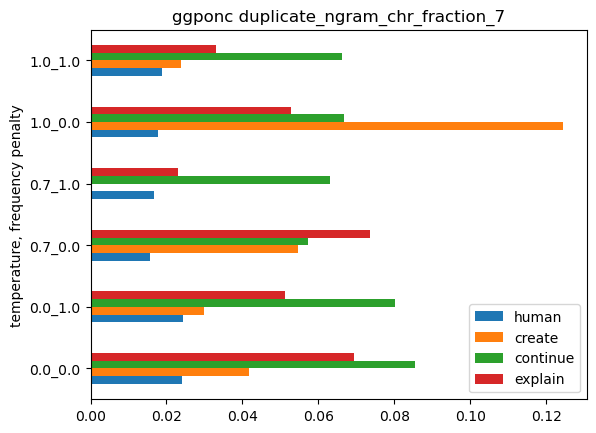 ggponc duplicate_ngram_chr_fraction_7
temperature, frequency penalty
1.0_1.0
1.0_0.0
0.7_1.0
0.7_0.0
0.0_1.0
0.0_0.0
human
create
continue
explain
0.00 0.02 0.04 0.06 0.08 0.10 0.12